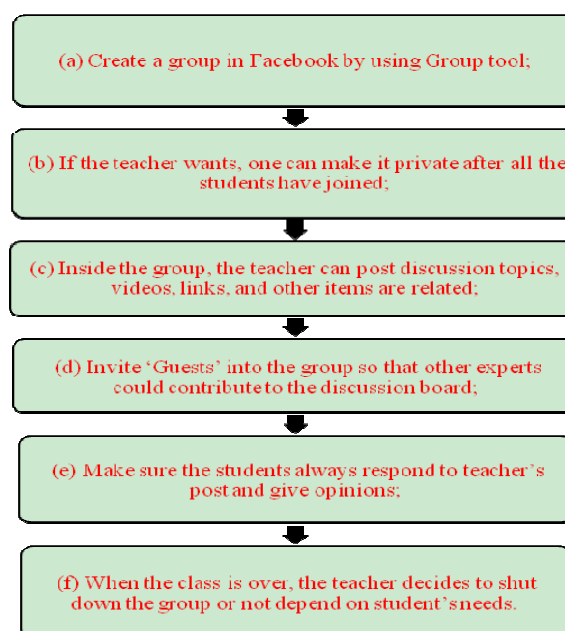 (a) Create a group in Facebook by using Group tool;
(b) If the teacher wants, one can make it private after all the
students have joined;
(c) Inside the group, the teacher can post discussion topics,
videos, links, and other items are related;
(d) Invite ‘Guests’ into the group so that other experts
could contribute to the discussion board;
(e) Make sure the students always respond to teacher’s
post and give opinions;
(f) When the class is over, the teacher decides to shut
down the group or not depend on student’s needs.